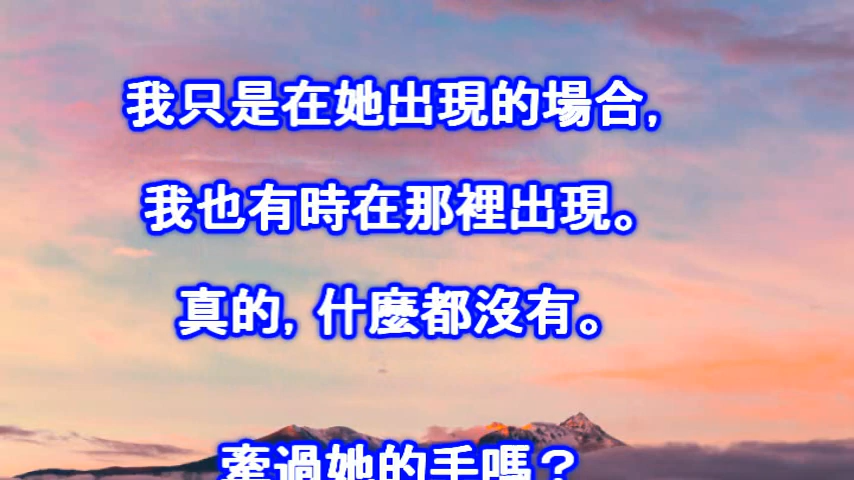 我只是在她出現的場合,
我也有時在那裡出現。
真的, 什麼都沒有。
牽過她的手嗎？